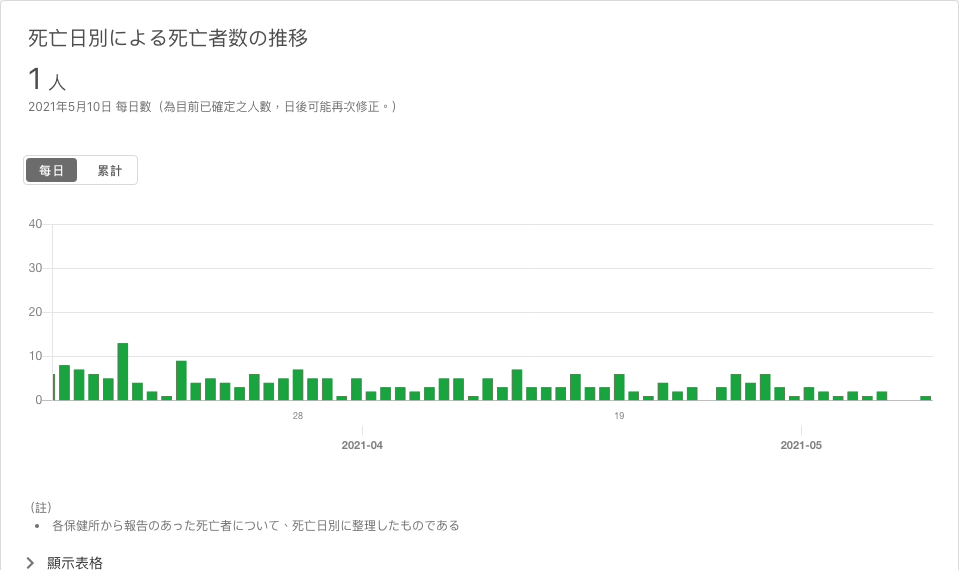 死亡日別による死亡者数の推移
1 人
2021年5月10日 每日數（為目前已確定之人數，日後可能再次修正。）
每日 累計
40
30
20
10
0
28 19
2021-04 2021-05
（註）
• 各保健所から報告のあった死亡者について、死亡日別に整理したものである
顯示表格